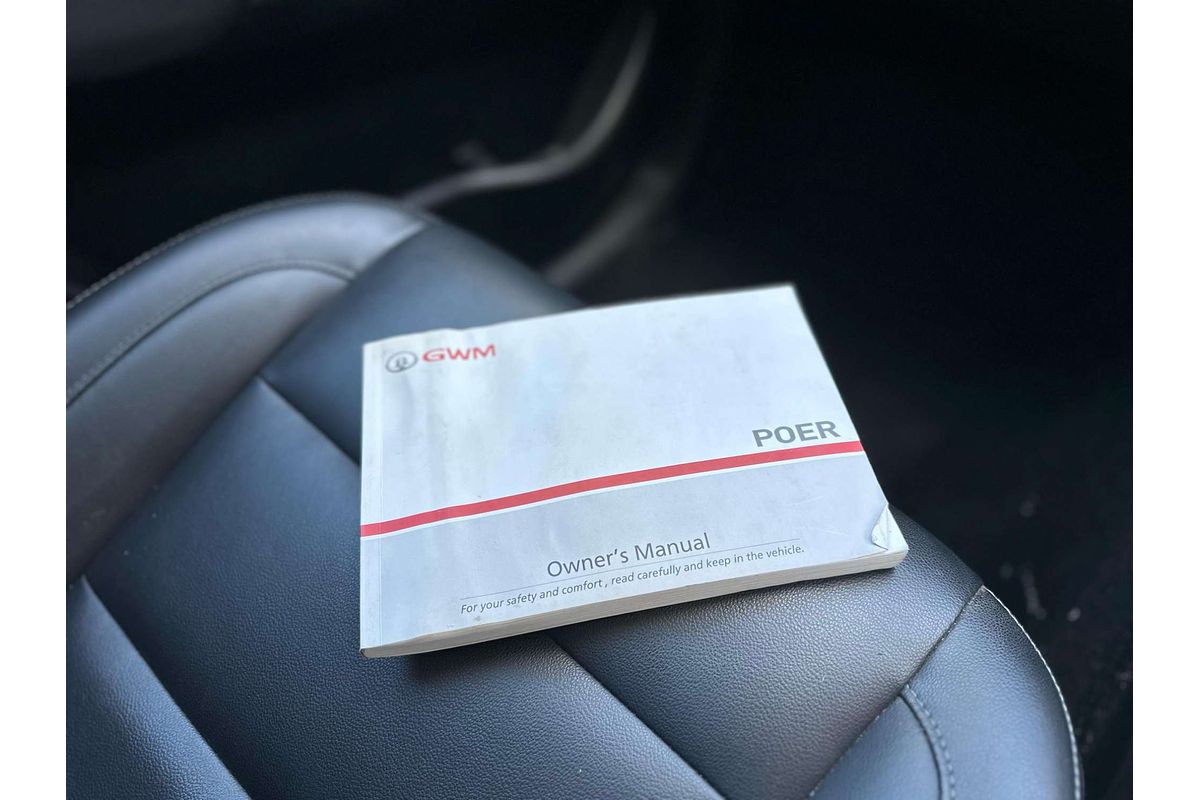 GWM
POER
Owner's Manual
For your safety and comfort , read carefully and keep in the vehicle.